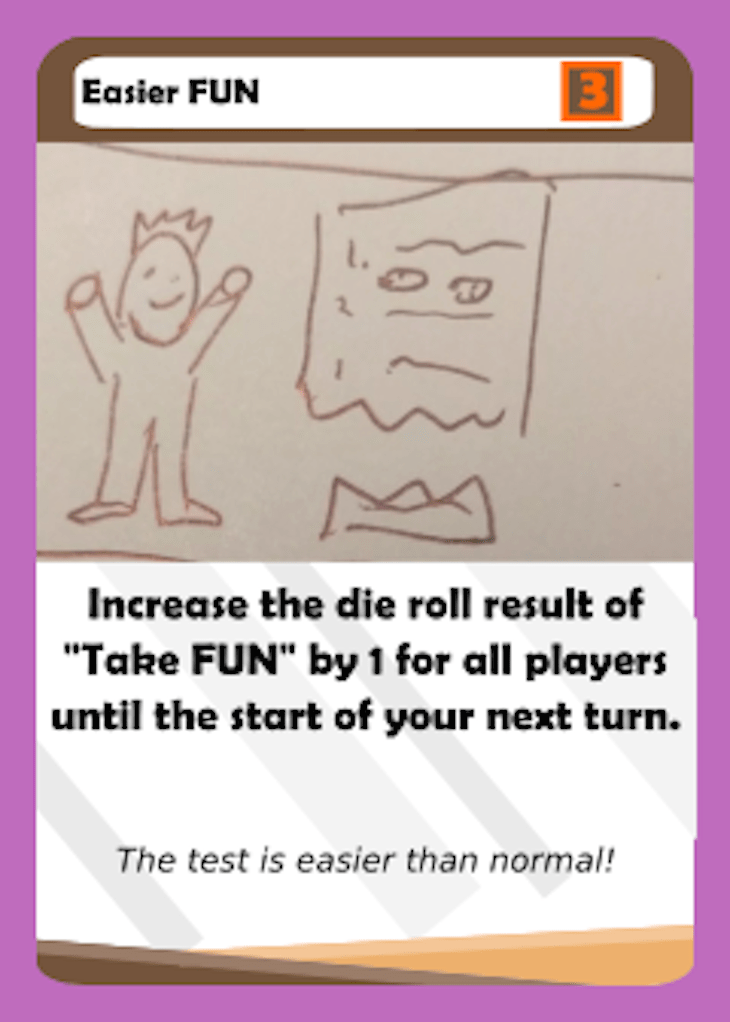 Easier FUN 3
1.
2
1
Increase the die roll result of
"Take FUN" by 1 for all players
until the start of your next turn.
The test is easier than normal!